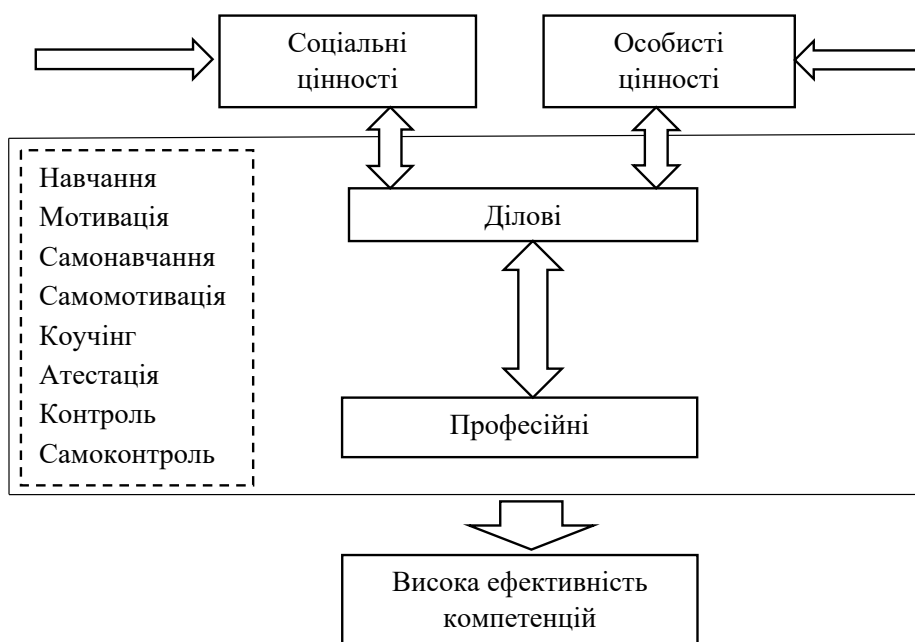 Соціальні
цінності
Особисті
цінності
Навчання
Мотивація
Самонавчання
Самомотивація
Коучінг
Атестація
Контроль
Самоконтроль
Ділові
Професійні
Висока ефективність
компетенцій